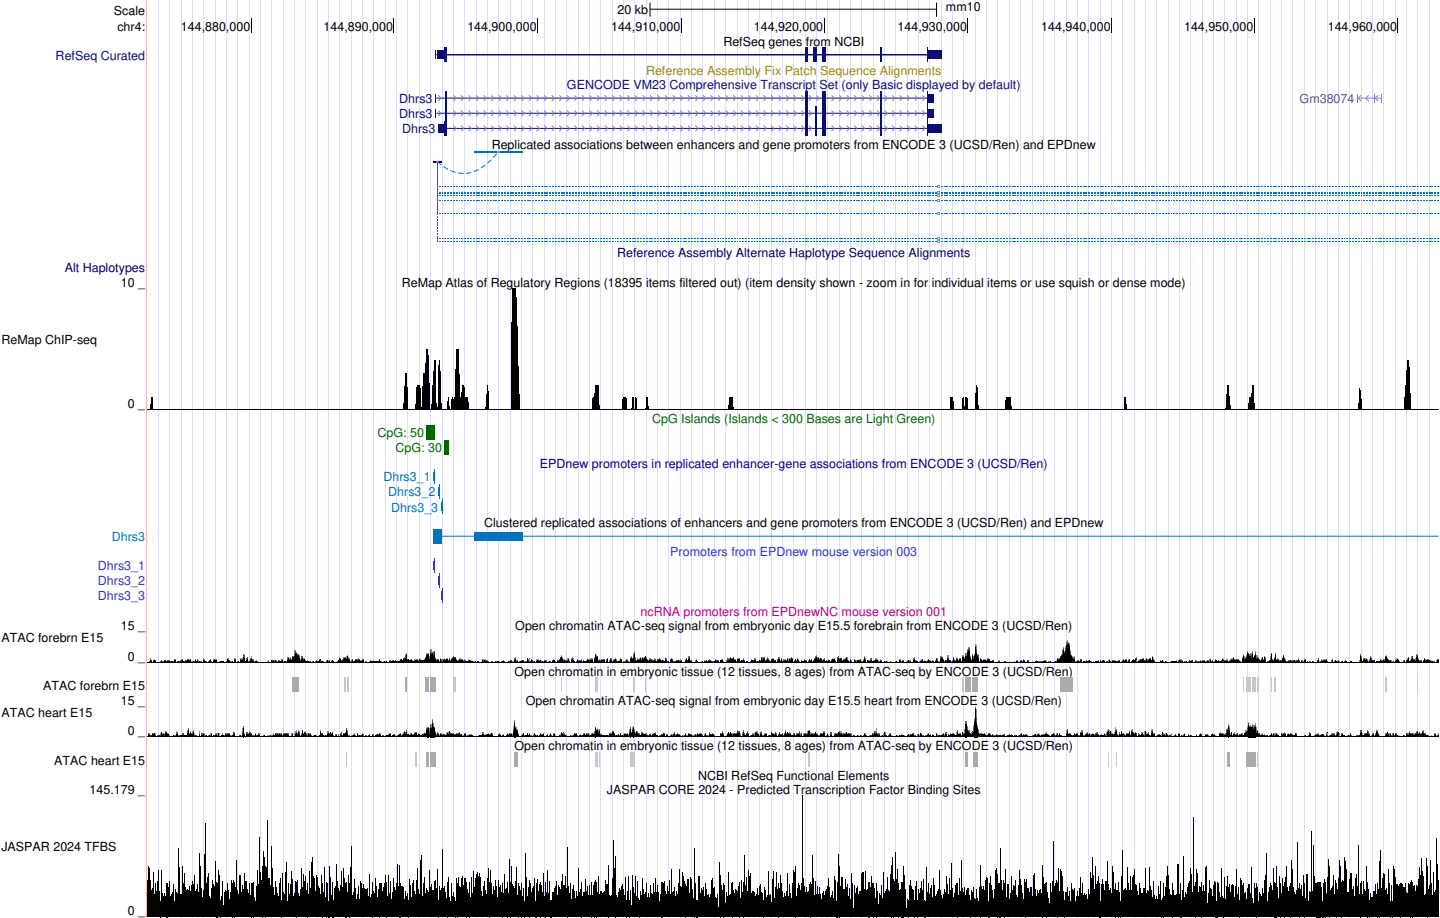 Scale 20 kb mm10
chr4: 144,880,000 144,890,000 144,900,000 144,910,000 144,920,000 144,930,000 144,940,000 144,950,000 144,960,000
RefSeq genes from NCBI
RefSeq Curated
Reference Assembly Fix Patch Sequence Alignments
GENCODE VM23 Comprehensive Transcript Set (only Basic displayed by default)
Dhrs3 Gm38074
Dhrs3
Dhrs3
Replicated associations between enhancers and gene promoters from ENCODE 3 (UCSD/Ren) and EPDnew
Reference Assembly Alternate Haplotype Sequence Alignments
Alt Haplotypes
ReMap Atlas of Regulatory Regions (18395 items filtered out) (item density shown - zoom in for individual items or use squish or dense mode)
10
ReMap ChIP-seq
0
CpG Islands (Islands < 300 Bases are Light Green)
CpG: 50
CpG: 30
EPDnew promoters in replicated enhancer-gene associations from ENCODE 3 (UCSD/Ren)
Dhrs3_1
Dhrs3_2
Dhrs3_3
Clustered replicated associations of enhancers and gene promoters from ENCODE 3 (UCSD/Ren) and EPDnew
Dhrs3
Promoters from EPDnew mouse version 003
Dhrs3_1
Dhrs3_2
Dhrs3_3
ncRNA promoters from EPDnewNC mouse version 001
Open chromatin ATAC-seq signal from embryonic day E15.5 forebrain from ENCODE 3 (UCSD/Ren)
15
ATAC forebrn E15
0
Open chromatin in embryonic tissue (12 tissues, 8 ages) from ATAC-seq by ENCODE 3 (UCSD/Ren)
ATAC forebrn E15
Open chromatin ATAC-seq signal from embryonic day E15.5 heart from ENCODE 3 (UCSD/Ren)
15
ATAC heart E15
0
Open chromatin in embryonic tissue (12 tissues, 8 ages) from ATAC-seq by ENCODE 3 (UCSD/Ren)
ATAC heart E15
NCBI RefSeq Functional Elements
JASPAR CORE 2024 - Predicted Transcription Factor Binding Sites
145.179
JASPAR 2024 TFBS
0